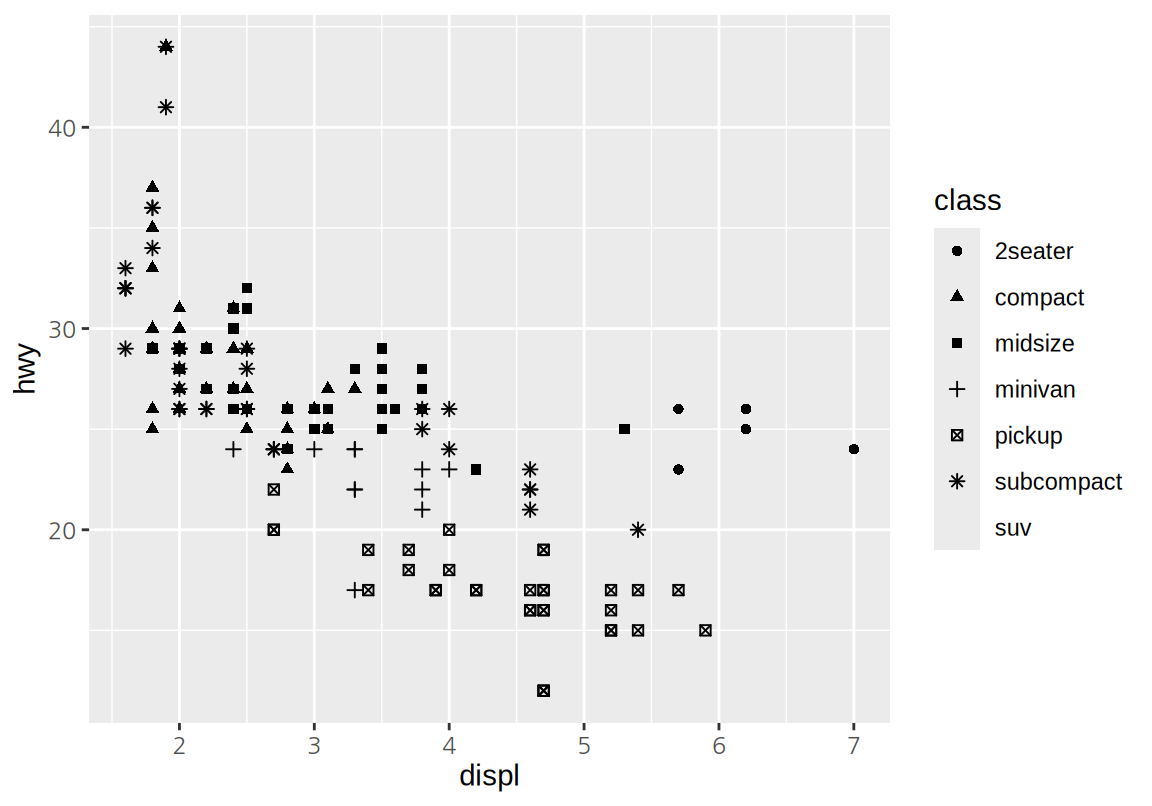 40
30
20
hwy
2 3 4 5 6 7
displ
class
2seater
compact
midsize
minivan
pickup
subcompact
suv